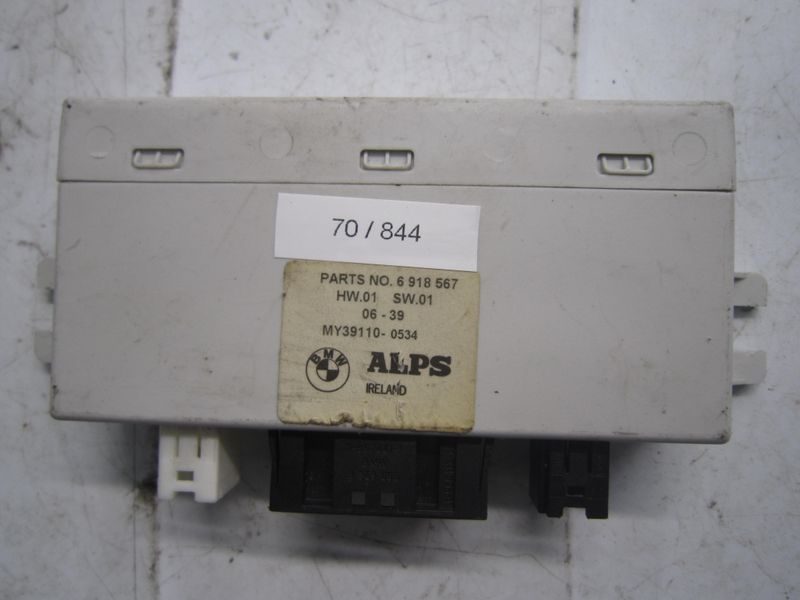 70 / 844
PARTS NO. 6 918 567
HW.01 SW.01
06 - 39
MY39110- 0534
BMW
ALPS
IRELAND